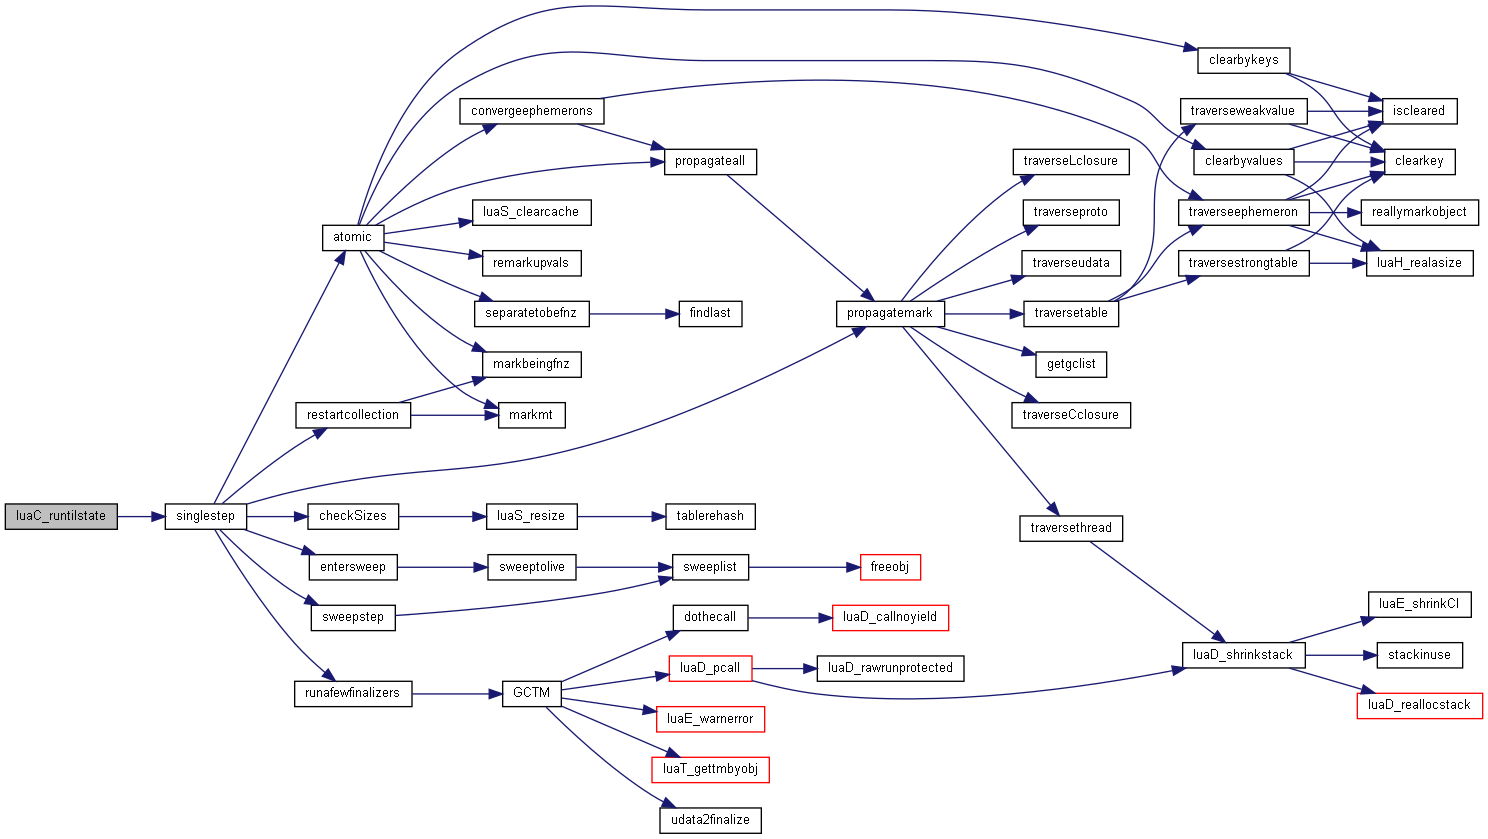 clearbykeys
traverseweakvalue
iscleared
convergeephemerons
propagateall
traverseLclosure
clearbyvalues
clearkey
luaS_clearcache
traverseproto
traverseephemeron
reallymarkobject
atomic
remarkupvals
traverseudata
traversestrongtable
luaH_realasize
separatetobefnz
findlast
propagatemark
traversetable
markbeingfnz
getgclist
restartcollection
markmt
traverseCclosure
luaC_runtilstate
singlestep
checkSizes
luaS_resize
tablerehash
traversethread
entersweep
sweeptolive
sweeplist
freeobj
sweepstep
dothecall
luaD_callnoyield
luaE_shrinkCI
luaD_shrinkstack
stackinuse
runafewfinalizers
GCTM
luaD_pcall
luaD_rawrunprotected
luaD_reallocstack
luaE_warnerror
luaT_gettmbyobj
udata2finalize